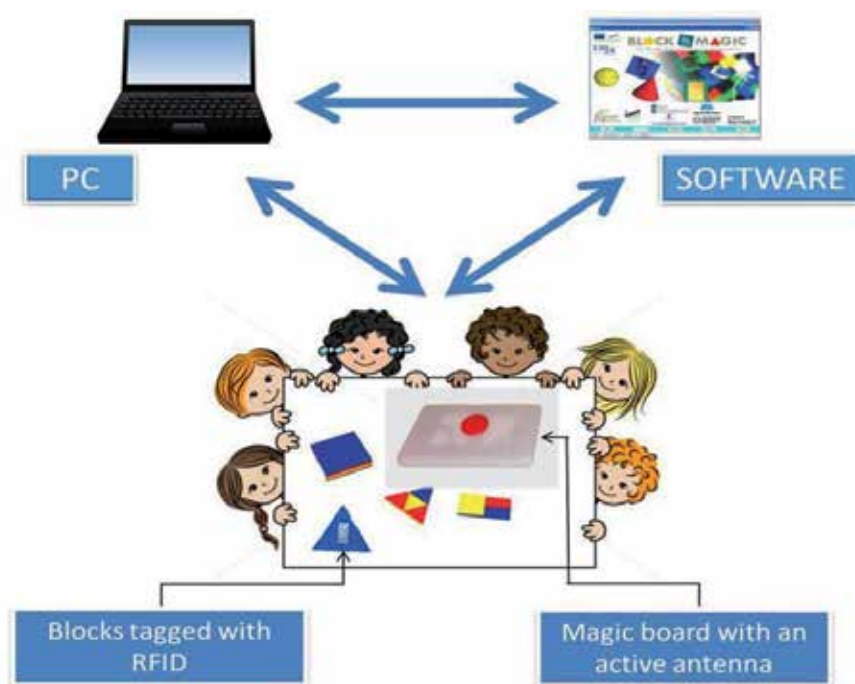 BLOCK MAGIC
PC
SOFTWARE
Blocks tagged with
RFID
Magic board with an
active antenna